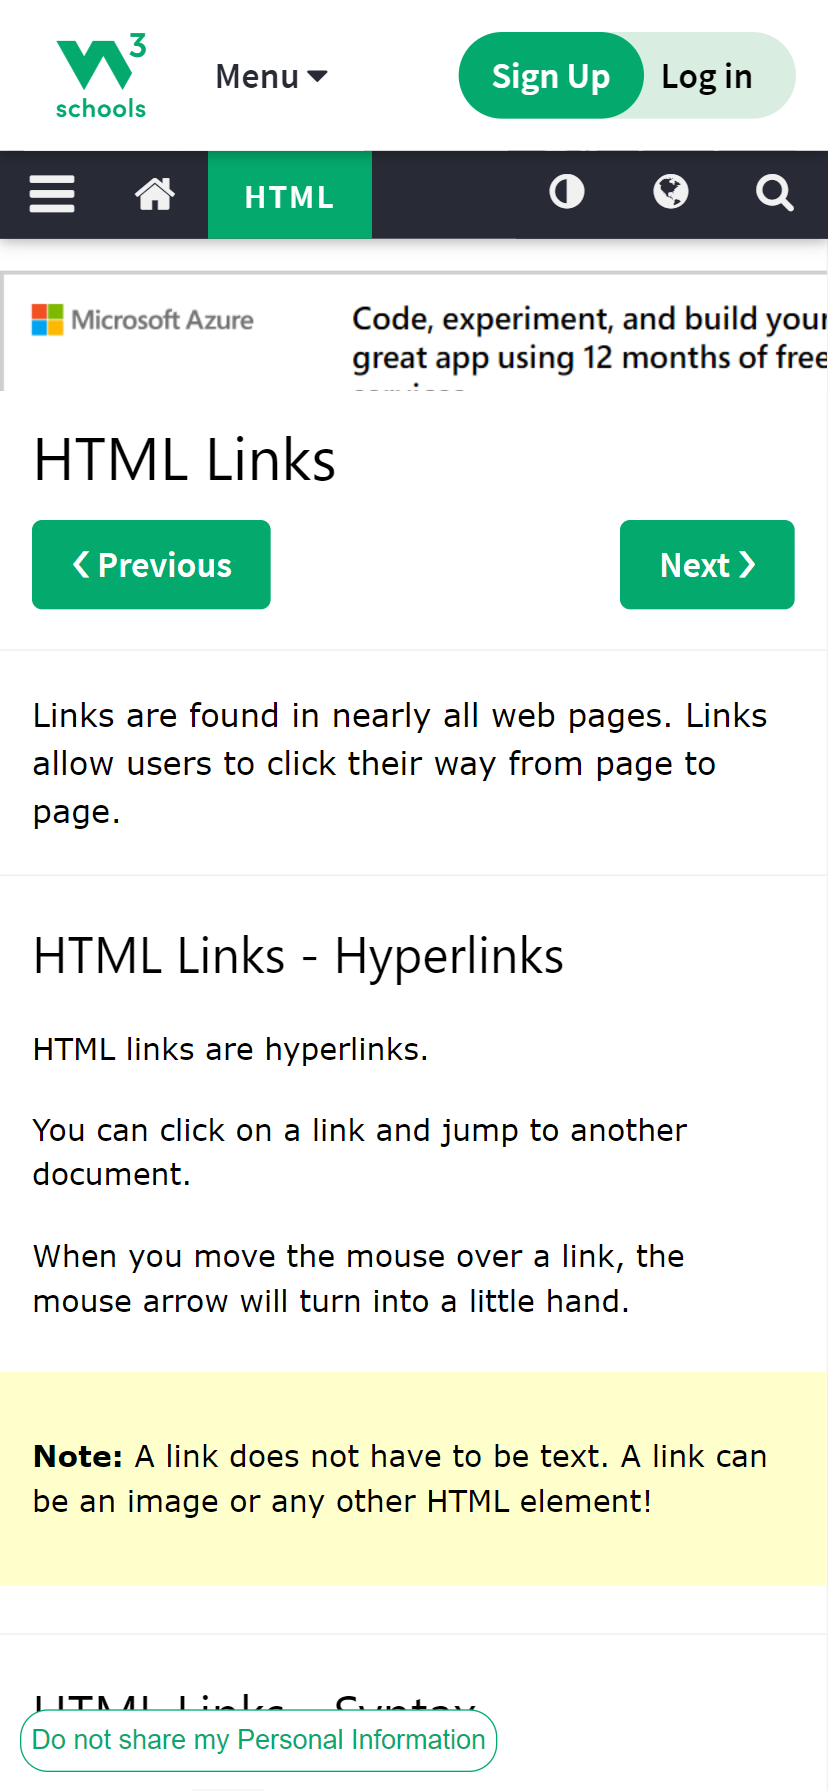 3
schools
Menu
Sign Up
Log in
HTML
Microsoft Azure
Code, experiment, and build your
great app using 12 months of free
HTML Links
❮ Previous
Next ❯
Links are found in nearly all web pages. Links
allow users to click their way from page to
page.
HTML Links - Hyperlinks
HTML links are hyperlinks.
You can click on a link and jump to another
document.
When you move the mouse over a link, the
mouse arrow will turn into a little hand.
Note: A link does not have to be text. A link can
be an image or any other HTML element!
HTML Links - Syntax
Do not share my Personal Information